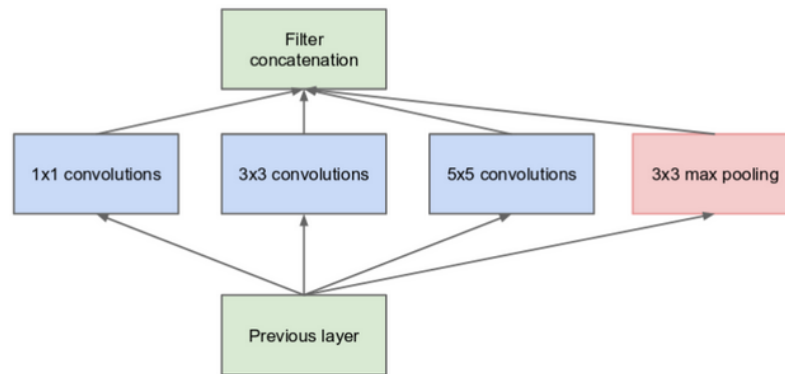 Filter
concatenation
1x1 convolutions
3x3 convolutions
5x5 convolutions
3x3 max pooling
Previous layer